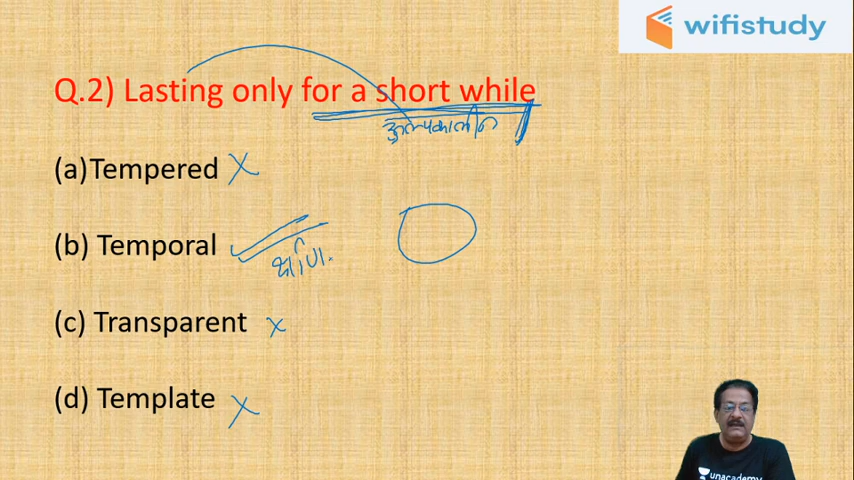 wifistudy
Q.2) Lasting only for a short while
अल्पकालीन
(a)Tempered X
(b) Temporal
(c) Transparent x
(d) Template X
unacademy